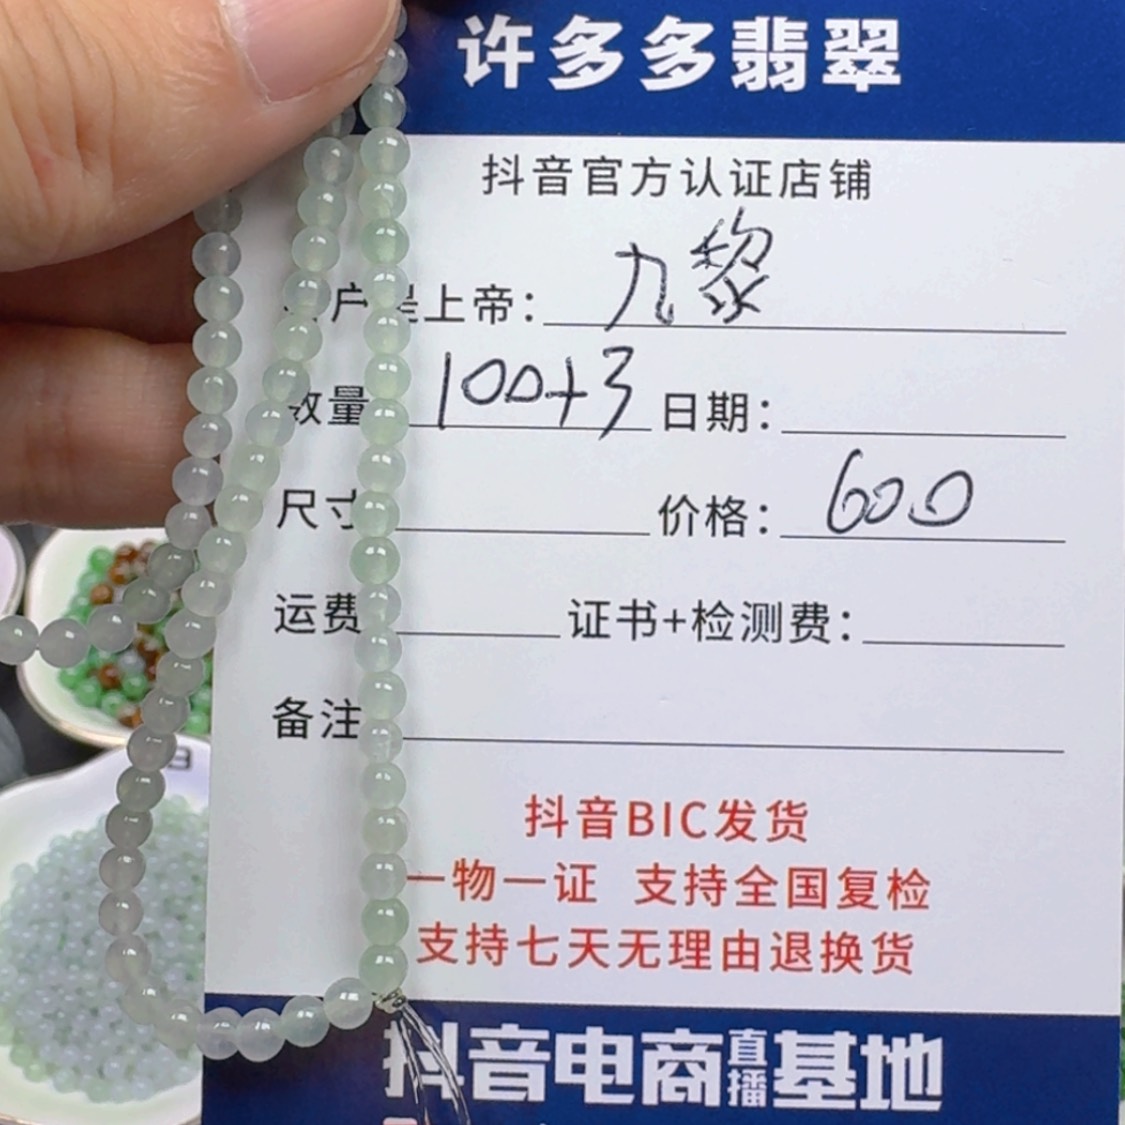 许多多翡翠
抖音官方认证店铺
户是上帝：九黎
数量 100+3 日期：
尺寸 价格：600
运费 证书+检测费：
备注
抖音BIC发货
一物一证 支持全国复检
支持七天无理由退换货
抖音电商直播基地